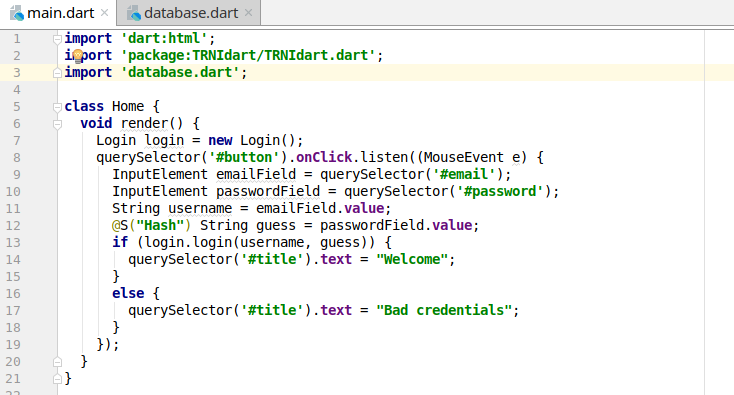 main.dart × database.dart ×
1 import 'dart:html';
2 import 'package:TRNIdart/TRNIdart.dart';
3 import 'database.dart';
4
5 class Home {
6 void render() {
7 Login login = new Login();
8 querySelector('#button').onClick.listen((MouseEvent e) {
9 InputElement emailField = querySelector('#email');
10 InputElement passwordField = querySelector('#password');
11 String username = emailField.value;
12 @S("Hash") String guess = passwordField.value;
13 if (login.login(username, guess)) {
14 querySelector('#title').text = "Welcome";
15 }
16 else {
17 querySelector('#title').text = "Bad credentials";
18 }
19 });
20 }
21 }